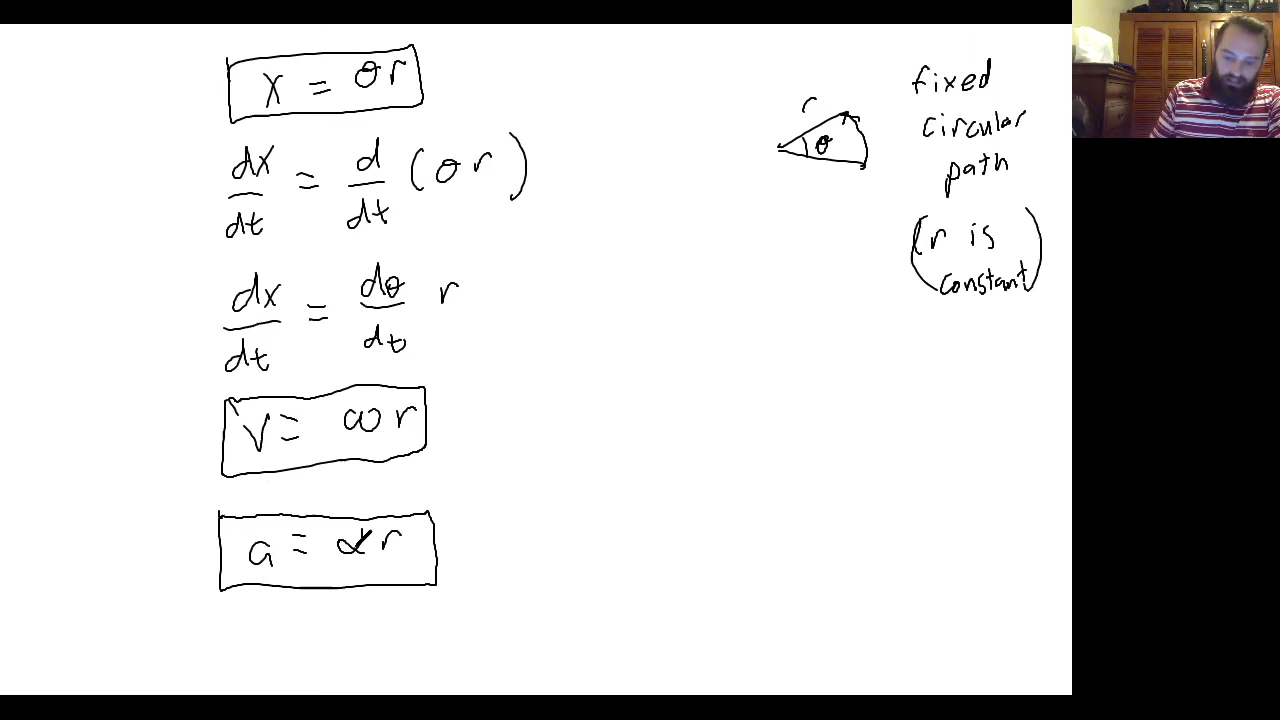 x = θr
dx/dt = d/dt (θr)
dx/dt = dθ/dt r
v = ωr
a = αr
r
θ
fixed
circular
path
(r is
constant)